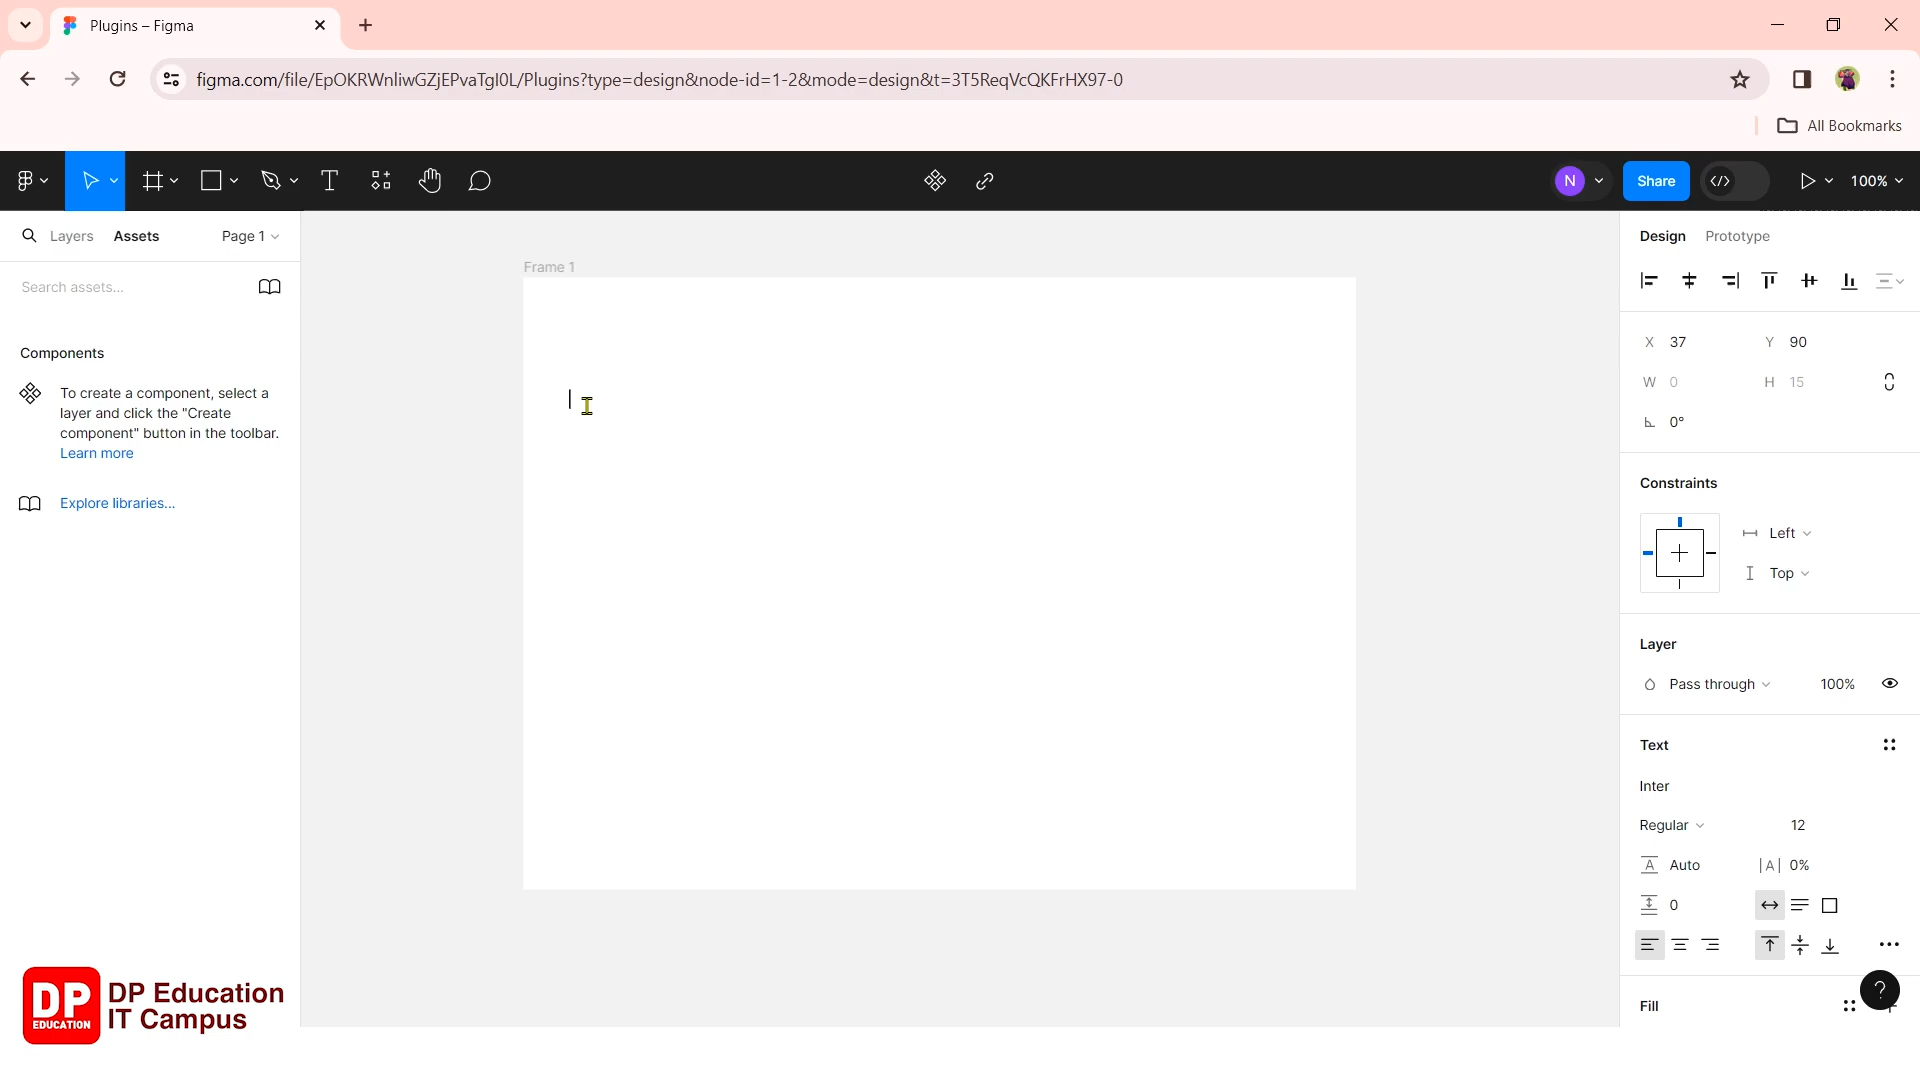 Plugins – Figma
figma.com/file/EpOKRWnliwGZjEPvaTgI0L/Plugins?type=design&node-id=1-2&mode=design&t=3T5ReqVcQKFrHX97-0
All Bookmarks
N
Share
100%
Layers
Assets
Page 1
Design
Prototype
Search assets...
Frame 1
Components
To create a component, select a
layer and click the "Create
component" button in the toolbar.
Learn more
Explore libraries...
X 37
Y 90
W 0
H 15
0°
Constraints
Left
Top
Layer
Pass through
100%
Text
Inter
Regular
12
A Auto
|A| 0%
0
Fill
?
DP
EDUCATION
DP Education
IT Campus